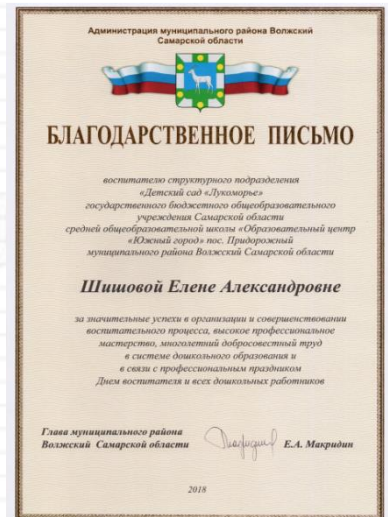 Администрация муниципального района Волжский
Самарской области
БЛАГОДАРСТВЕННОЕ ПИСЬМО
воспитателю структурного подразделения
«Детский сад «Лукоморье»
государственного бюджетного общеобразовательного
учреждения Самарской области
средней общеобразовательной школы «Образовательный центр
«Южный город» пос. Придорожный
муниципального района Волжский Самарской области
Шишовой Елене Александровне
за значительные успехи в организации и совершенствовании
воспитательного процесса, высокое профессиональное
мастерство, многолетний добросовестный труд
в системе дошкольного образования и
в связи с профессиональным праздником
Днем воспитателя и всех дошкольных работников
Глава муниципального района
Волжский Самарской области Е.А. Макридин
2018